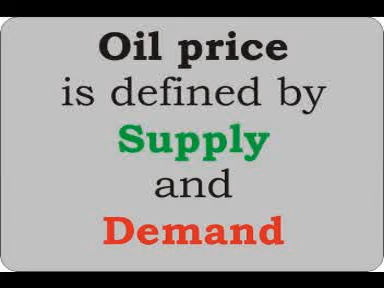 Oil price
is defined by
Supply
and
Demand